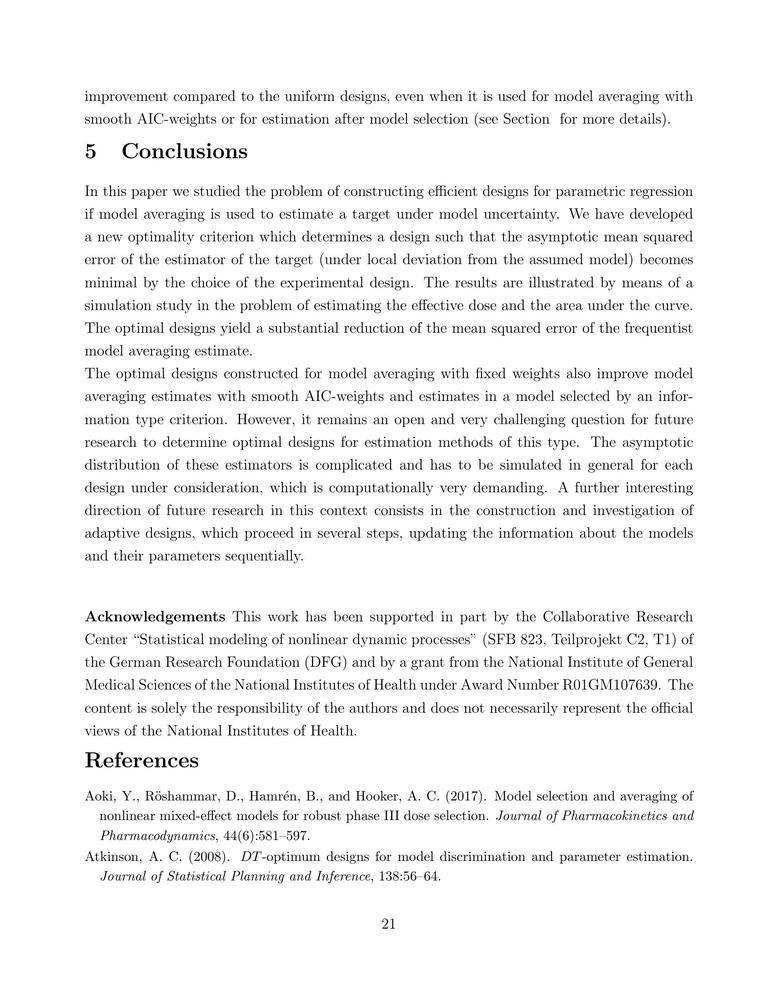 improvement compared to the uniform designs, even when it is used for model averaging with
smooth AIC-weights or for estimation after model selection (see Section  for more details).
5 Conclusions
In this paper we studied the problem of constructing efficient designs for parametric regression
if model averaging is used to estimate a target under model uncertainty. We have developed
a new optimality criterion which determines a design such that the asymptotic mean squared
error of the estimator of the target (under local deviation from the assumed model) becomes
minimal by the choice of the experimental design. The results are illustrated by means of a
simulation study in the problem of estimating the effective dose and the area under the curve.
The optimal designs yield a substantial reduction of the mean squared error of the frequentist
model averaging estimate.
The optimal designs constructed for model averaging with fixed weights also improve model
averaging estimates with smooth AIC-weights and estimates in a model selected by an infor-
mation type criterion. However, it remains an open and very challenging question for future
research to determine optimal designs for estimation methods of this type. The asymptotic
distribution of these estimators is complicated and has to be simulated in general for each
design under consideration, which is computationally very demanding. A further interesting
direction of future research in this context consists in the construction and investigation of
adaptive designs, which proceed in several steps, updating the information about the models
and their parameters sequentially.
Acknowledgements This work has been supported in part by the Collaborative Research
Center “Statistical modeling of nonlinear dynamic processes” (SFB 823, Teilprojekt C2, T1) of
the German Research Foundation (DFG) and by a grant from the National Institute of General
Medical Sciences of the National Institutes of Health under Award Number R01GM107639. The
content is solely the responsibility of the authors and does not necessarily represent the official
views of the National Institutes of Health.
References
Aoki, Y., Röshammar, D., Hamrén, B., and Hooker, A. C. (2017). Model selection and averaging of
nonlinear mixed-effect models for robust phase III dose selection. Journal of Pharmacokinetics and
Pharmacodynamics, 44(6):581–597.
Atkinson, A. C. (2008). DT-optimum designs for model discrimination and parameter estimation.
Journal of Statistical Planning and Inference, 138:56–64.
21